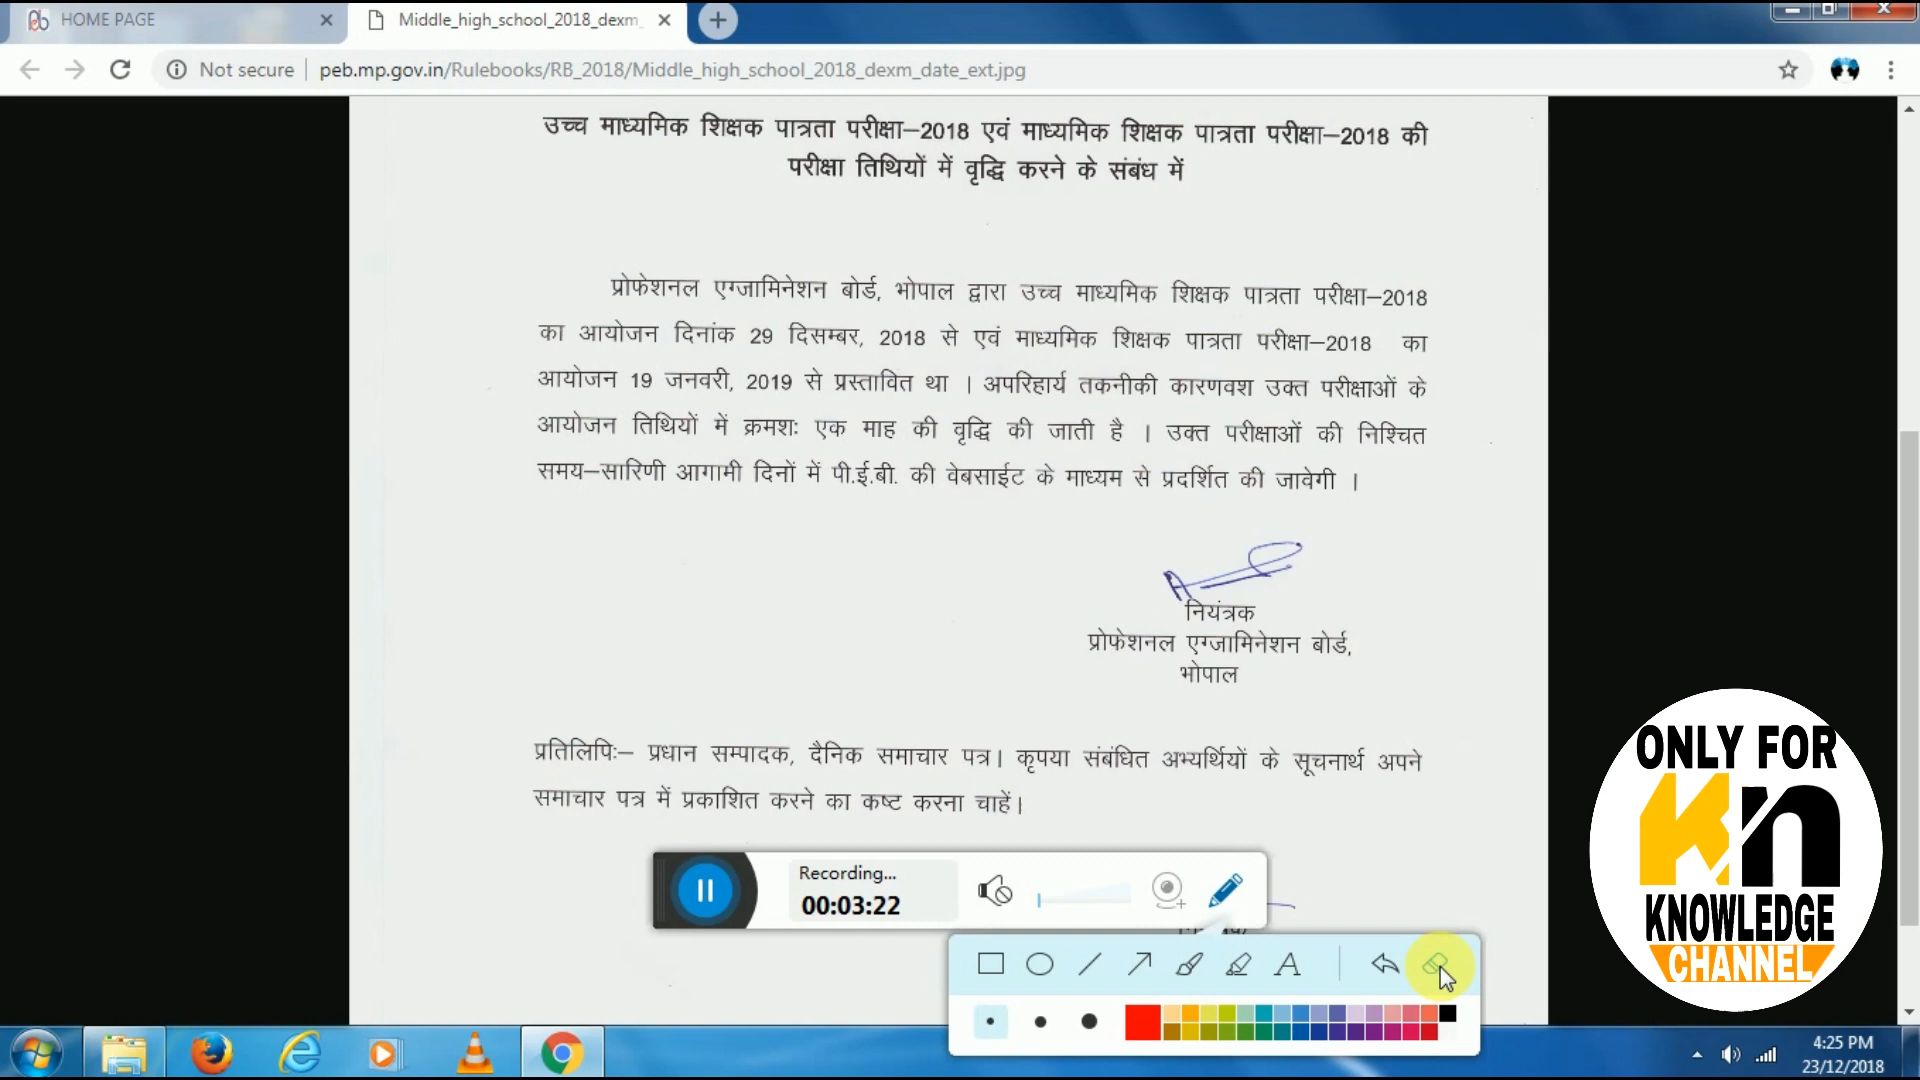 HOME PAGE
Middle_high_school_2018_dexm_
Not secure
peb.mp.gov.in/Rulebooks/RB_2018/Middle_high_school_2018_dexm_date_ext.jpg
उच्च माध्यमिक शिक्षक पात्रता परीक्षा–2018 एवं माध्यमिक शिक्षक पात्रता परीक्षा–2018 की
परीक्षा तिथियों में वृद्धि करने के संबंध में
प्रोफेशनल एग्जामिनेशन बोर्ड, भोपाल द्वारा उच्च माध्यमिक शिक्षक पात्रता परीक्षा–2018
का आयोजन दिनांक 29 दिसम्बर, 2018 से एवं माध्यमिक शिक्षक पात्रता परीक्षा–2018 का
आयोजन 19 जनवरी, 2019 से प्रस्तावित था । अपरिहार्य तकनीकी कारणवश उक्त परीक्षाओं के
आयोजन तिथियों में क्रमशः एक माह की वृद्धि की जाती है । उक्त परीक्षाओं की निश्चित
समय–सारिणी आगामी दिनों में पी.ई.बी. की वेबसाईट के माध्यम से प्रदर्शित की जावेगी ।
नियंत्रक
प्रोफेशनल एग्जामिनेशन बोर्ड,
भोपाल
प्रतिलिपिः– प्रधान सम्पादक, दैनिक समाचार पत्र। कृपया संबंधित अभ्यर्थियों के सूचनार्थ अपने
समाचार पत्र में प्रकाशित करने का कष्ट करना चाहें।
Recording...
00:03:22
ONLY FOR
Kn
KNOWLEDGE
CHANNEL
4:25 PM
23/12/2018